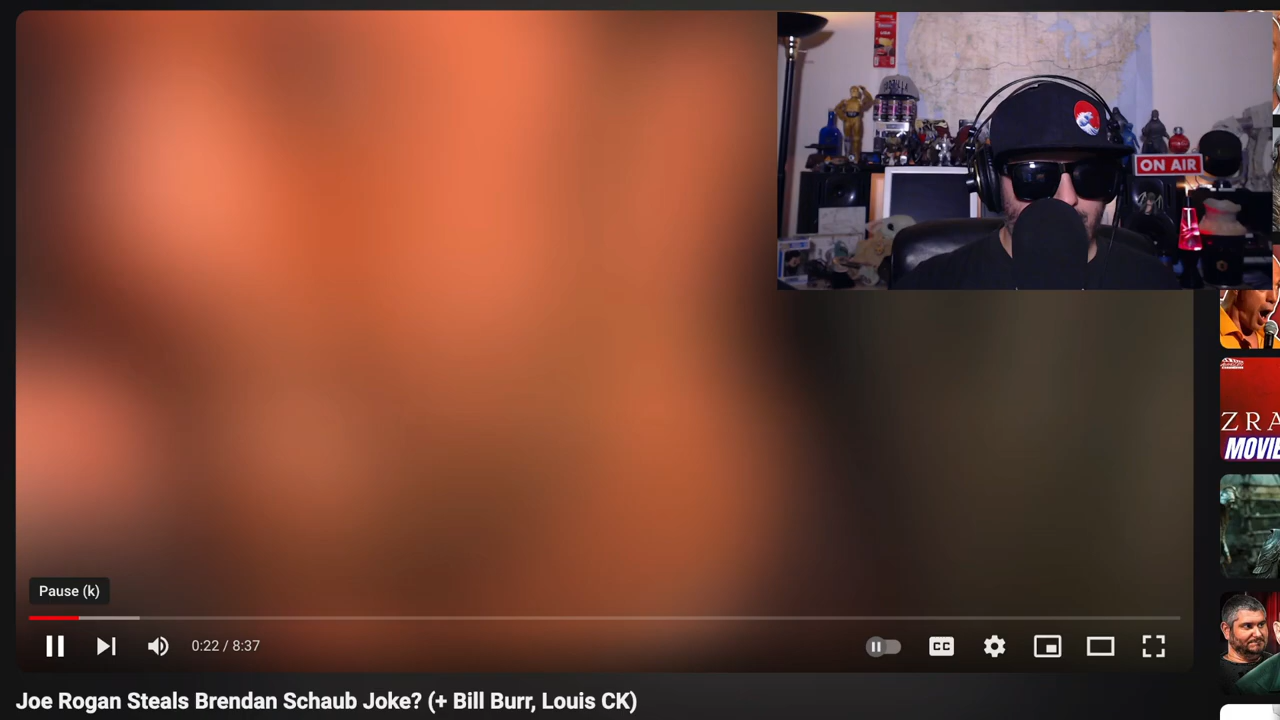 ON AIR
ZRA
MOVIE
Pause (k)
0:22 / 8:37
CC
Joe Rogan Steals Brendan Schaub Joke? (+ Bill Burr, Louis CK)